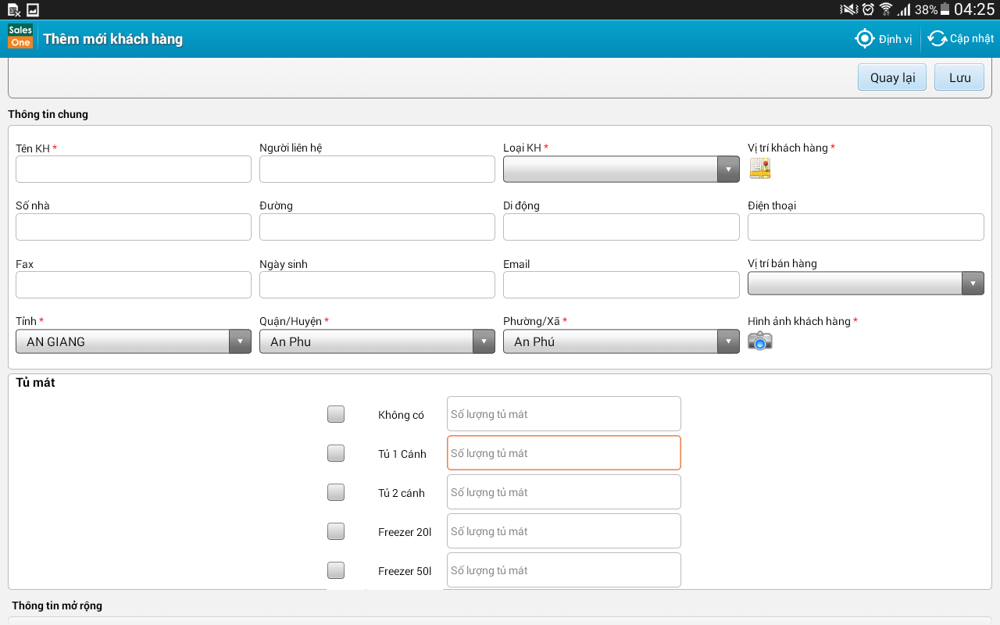 38% 04:25
Sales One Thêm mới khách hàng Định vị Cập nhật
Quay lại Lưu
Thông tin chung
Tên KH * Người liên hệ Loại KH * Vị trí khách hàng *
Số nhà Đường Di động Điện thoại
Fax Ngày sinh Email Vị trí bán hàng
Tỉnh * Quận/Huyện * Phường/Xã * Hình ảnh khách hàng *
AN GIANG An Phu An Phú
Tủ mát
Không có Số lượng tủ mát
Tủ 1 Cánh Số lượng tủ mát
Tủ 2 cánh Số lượng tủ mát
Freezer 20l Số lượng tủ mát
Freezer 50l Số lượng tủ mát
Thông tin mở rộng